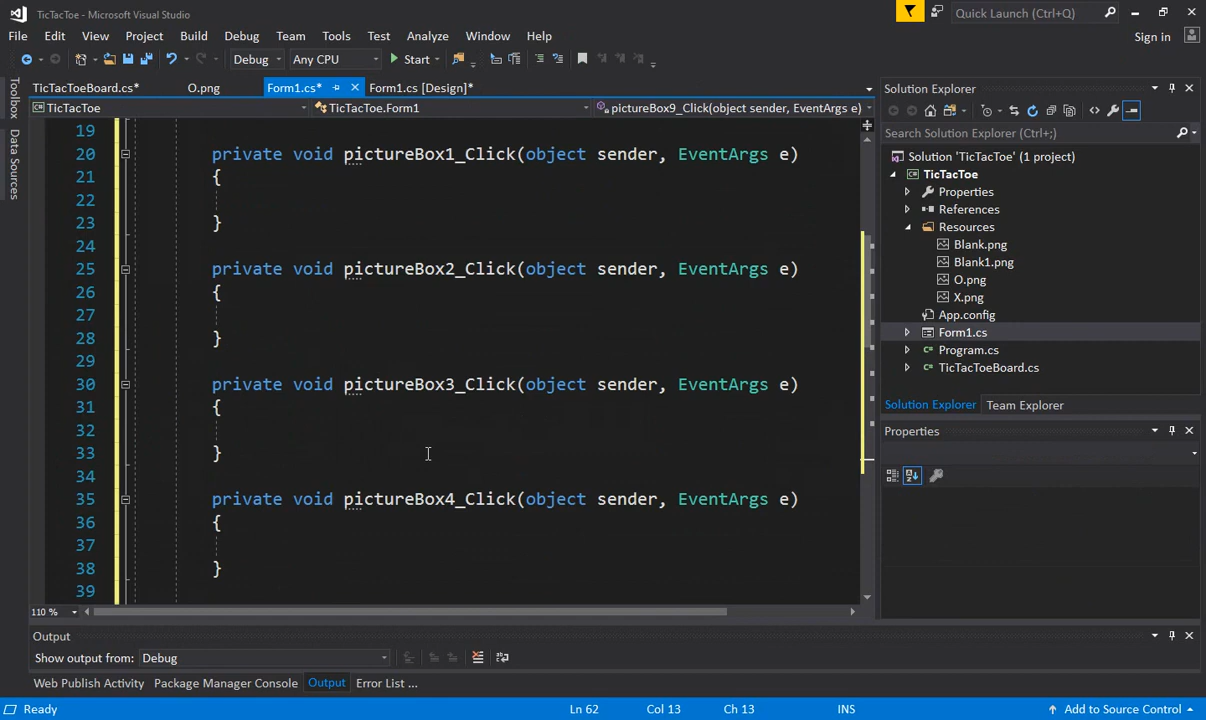 TicTacToe - Microsoft Visual Studio
Quick Launch (Ctrl+Q)
File Edit View Project Build Debug Team Tools Test Analyze Window Help
Sign in
Debug Any CPU Start
TicTacToeBoard.cs* O.png Form1.cs* Form1.cs [Design]*
TicTacToe TicTacToe.Form1 pictureBox9_Click(object sender, EventArgs e)
Toolbox
Data Sources
19
20 private void pictureBox1_Click(object sender, EventArgs e)
21 {
22
23 }
24
25 private void pictureBox2_Click(object sender, EventArgs e)
26 {
27
28 }
29
30 private void pictureBox3_Click(object sender, EventArgs e)
31 {
32
33 }
34
35 private void pictureBox4_Click(object sender, EventArgs e)
36 {
37
38 }
39
110 %
Solution Explorer
Search Solution Explorer (Ctrl+;)
Solution 'TicTacToe' (1 project)
TicTacToe
Properties
References
Resources
Blank.png
Blank1.png
O.png
X.png
App.config
Form1.cs
Program.cs
TicTacToeBoard.cs
Solution Explorer Team Explorer
Properties
Output
Show output from: Debug
Web Publish Activity Package Manager Console Output Error List ...
Ready Ln 62 Col 13 Ch 13 INS Add to Source Control